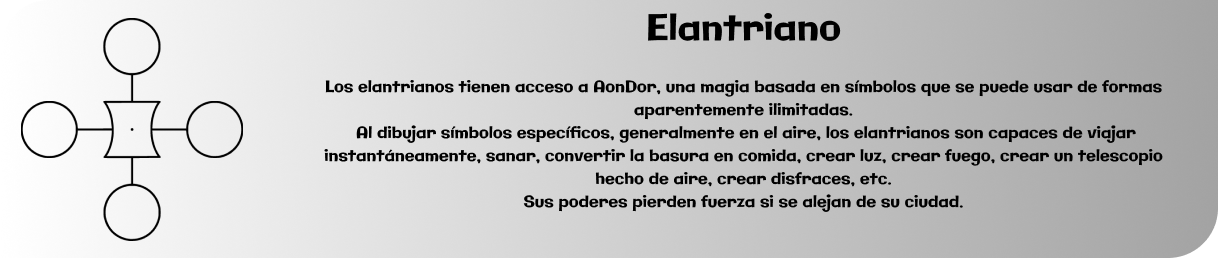 Elantriano
Los elantrianos tienen acceso a AonDor, una magia basada en símbolos que se puede usar de formas
aparentemente ilimitadas.
Al dibujar símbolos específicos, generalmente en el aire, los elantrianos son capaces de viajar
instantáneamente, sanar, convertir la basura en comida, crear luz, crear fuego, crear un telescopio
hecho de aire, crear disfraces, etc.
Sus poderes pierden fuerza si se alejan de su ciudad.